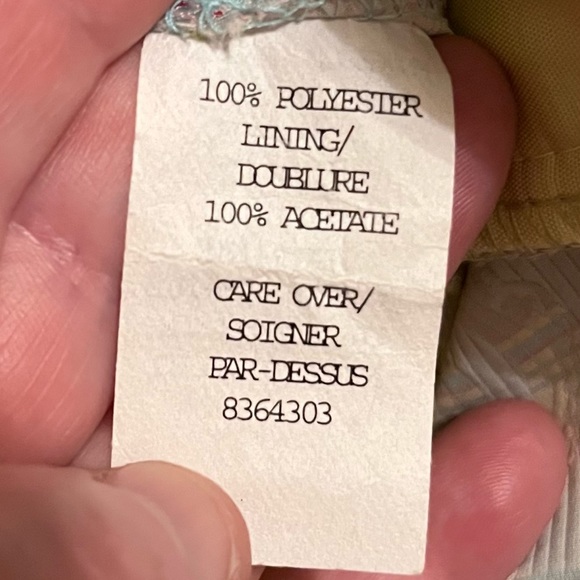 100% POLYESTER
LINING/
DOUBLURE
100% ACETATE
CARE OVER/
SOIGNER
PAR-DESSUS
8364303